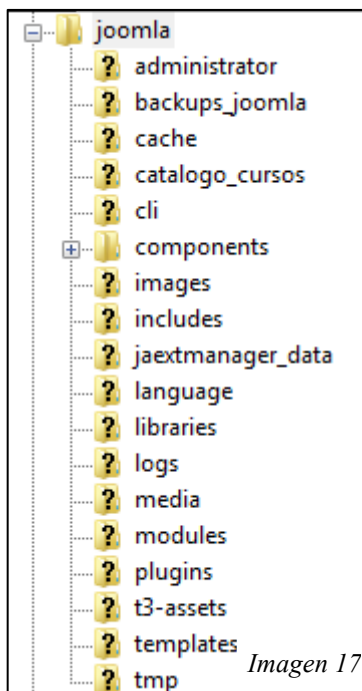 joomla
administrator
backups_joomla
cache
catalogo_cursos
cli
components
images
includes
jaextmanager_data
language
libraries
logs
media
modules
plugins
t3-assets
templates
tmp
Imagen 17